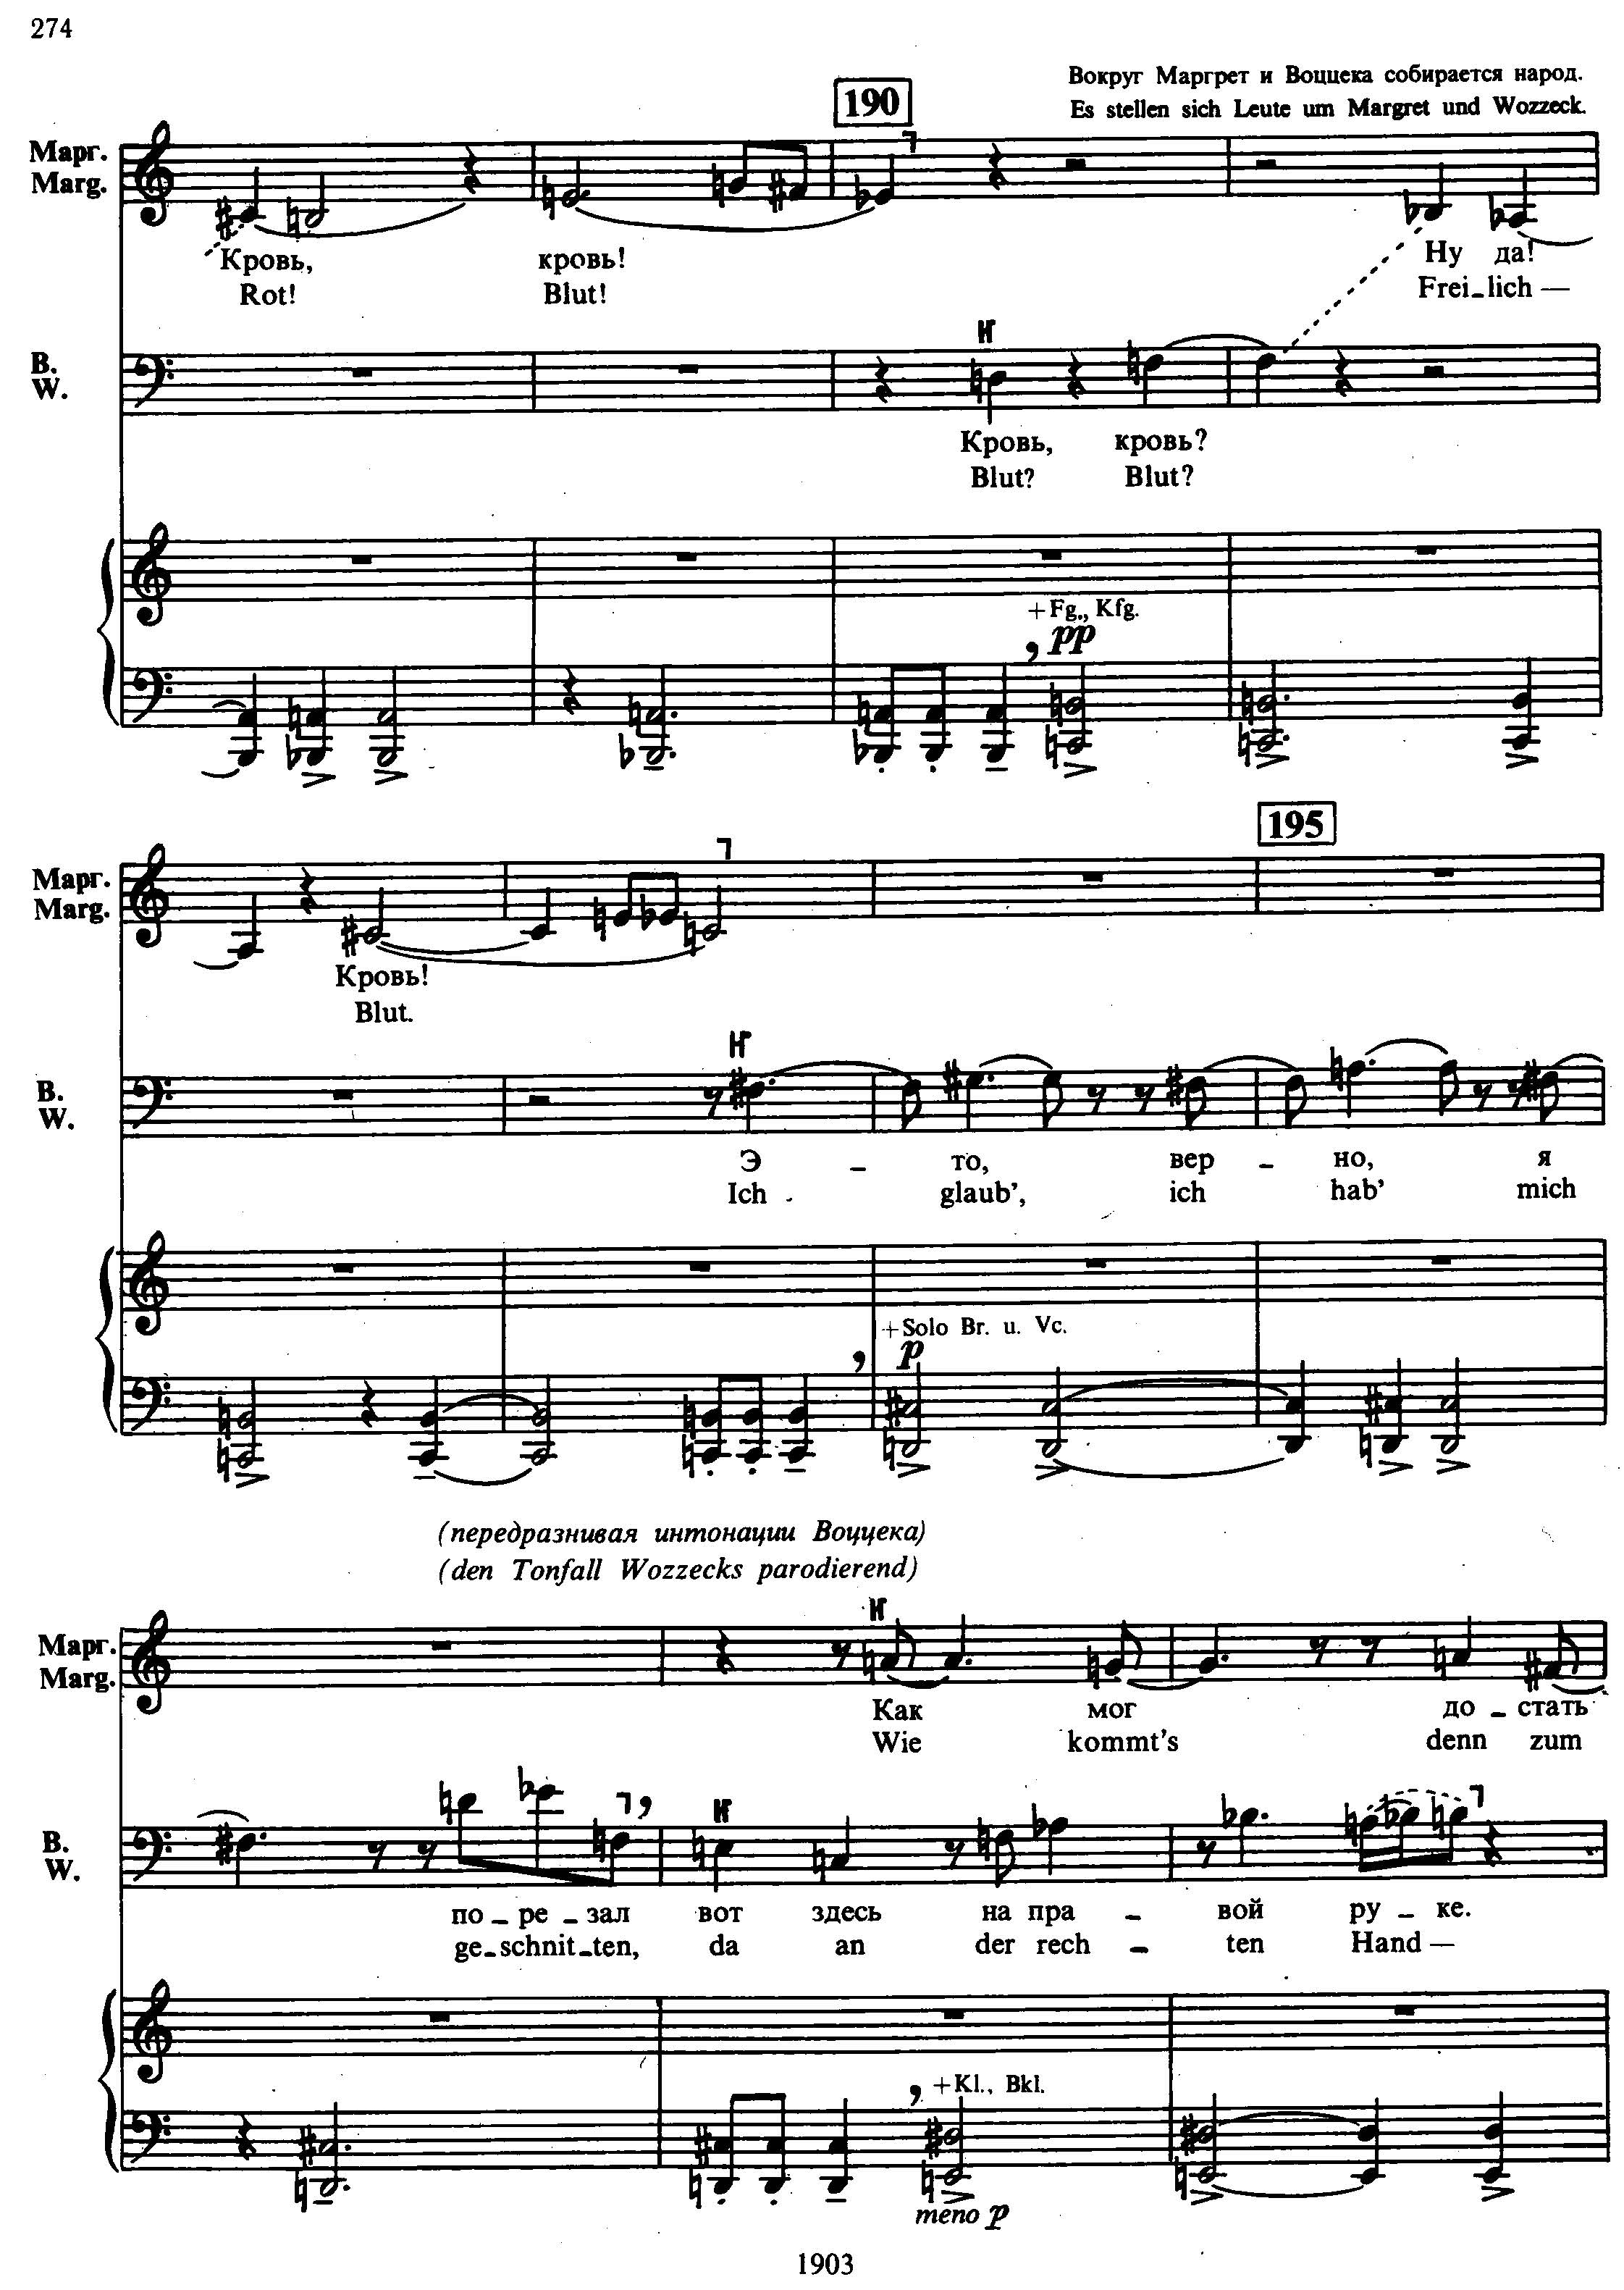 274
Вокруг Маргрет и Воццека собирается народ.
190
Es stellen sich Leute um Margret und Wozzeck.
Марг.
Marg.
Кровь, кровь! Ну да!
Rot! Blut! Frei_lich —
В.
W.
Кровь, кровь?
Blut? Blut?
+Fg., Kfg.
pp
195
Марг.
Marg.
Кровь!
Blut.
В.
W.
Э _ то, вер _ но, я
Ich glaub', ich hab' mich
+Solo Br. u. Vc.
p
(передразнивая интонации Воццека)
(den Tonfall Wozzecks parodierend)
Марг.
Marg.
Как мог до _ стать
Wie kommt's denn zum
В.
W.
по _ ре _ зал вот здесь на пра _ вой ру _ ке.
ge_schnit_ten, da an der rech _ ten Hand —
+Kl., Bkl.
meno p
1903